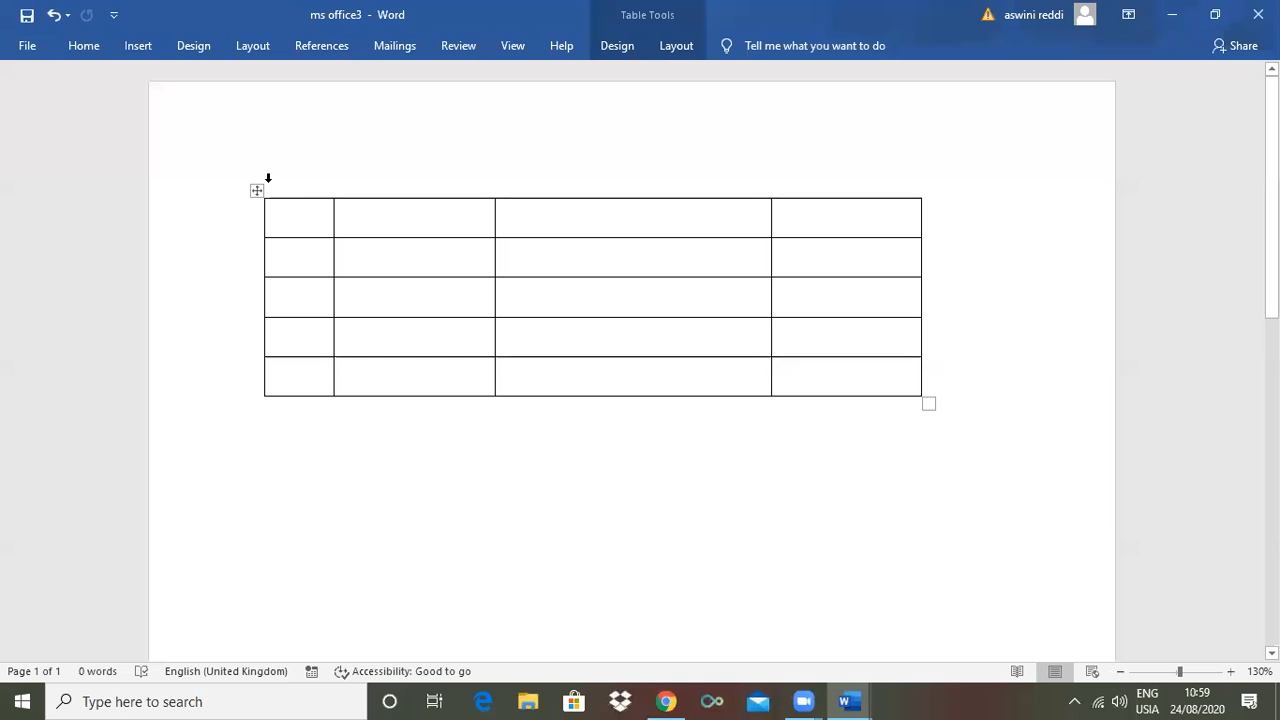 ms office3 - Word
Table Tools
aswini reddi
File
Home
Insert
Design
Layout
References
Mailings
Review
View
Help
Design
Layout
Tell me what you want to do
Share
Page 1 of 1
0 words
English (United Kingdom)
Accessibility: Good to go
130%
Type here to search
ENG
USIA
10:59
24/08/2020